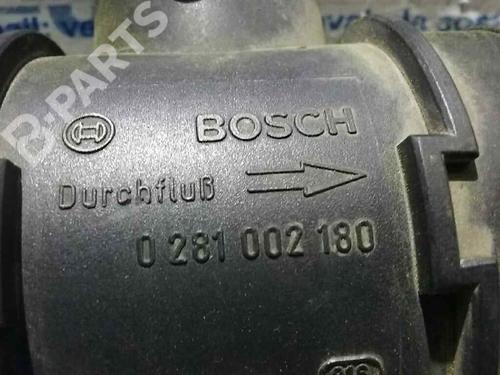 BOSCH
Durchfluß
0 281 002 180
B-PARTS